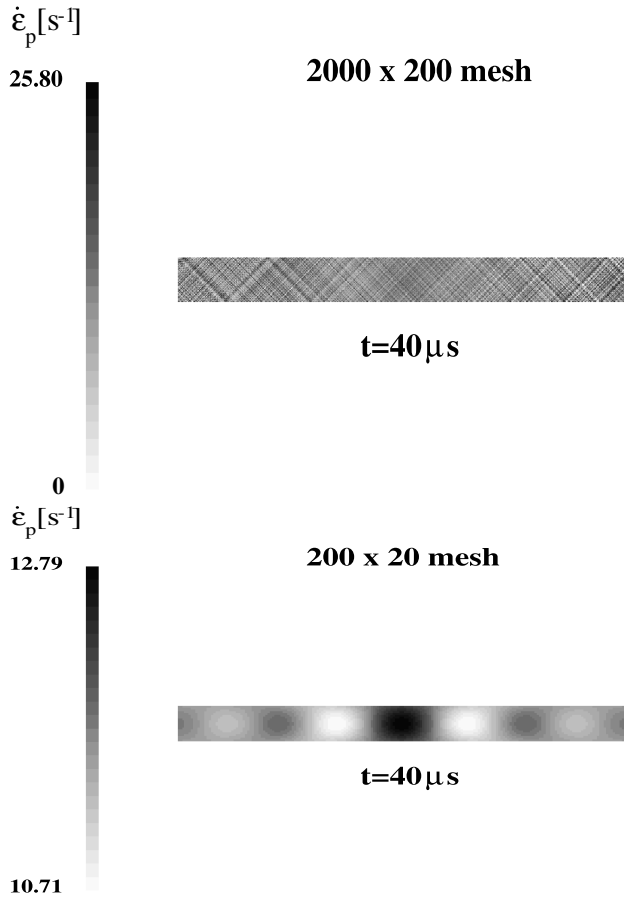 ε̇p[s-1]
25.80
2000 x 200 mesh
t=40μs
0
ε̇p[s-1]
12.79
200 x 20 mesh
t=40μs
10.71